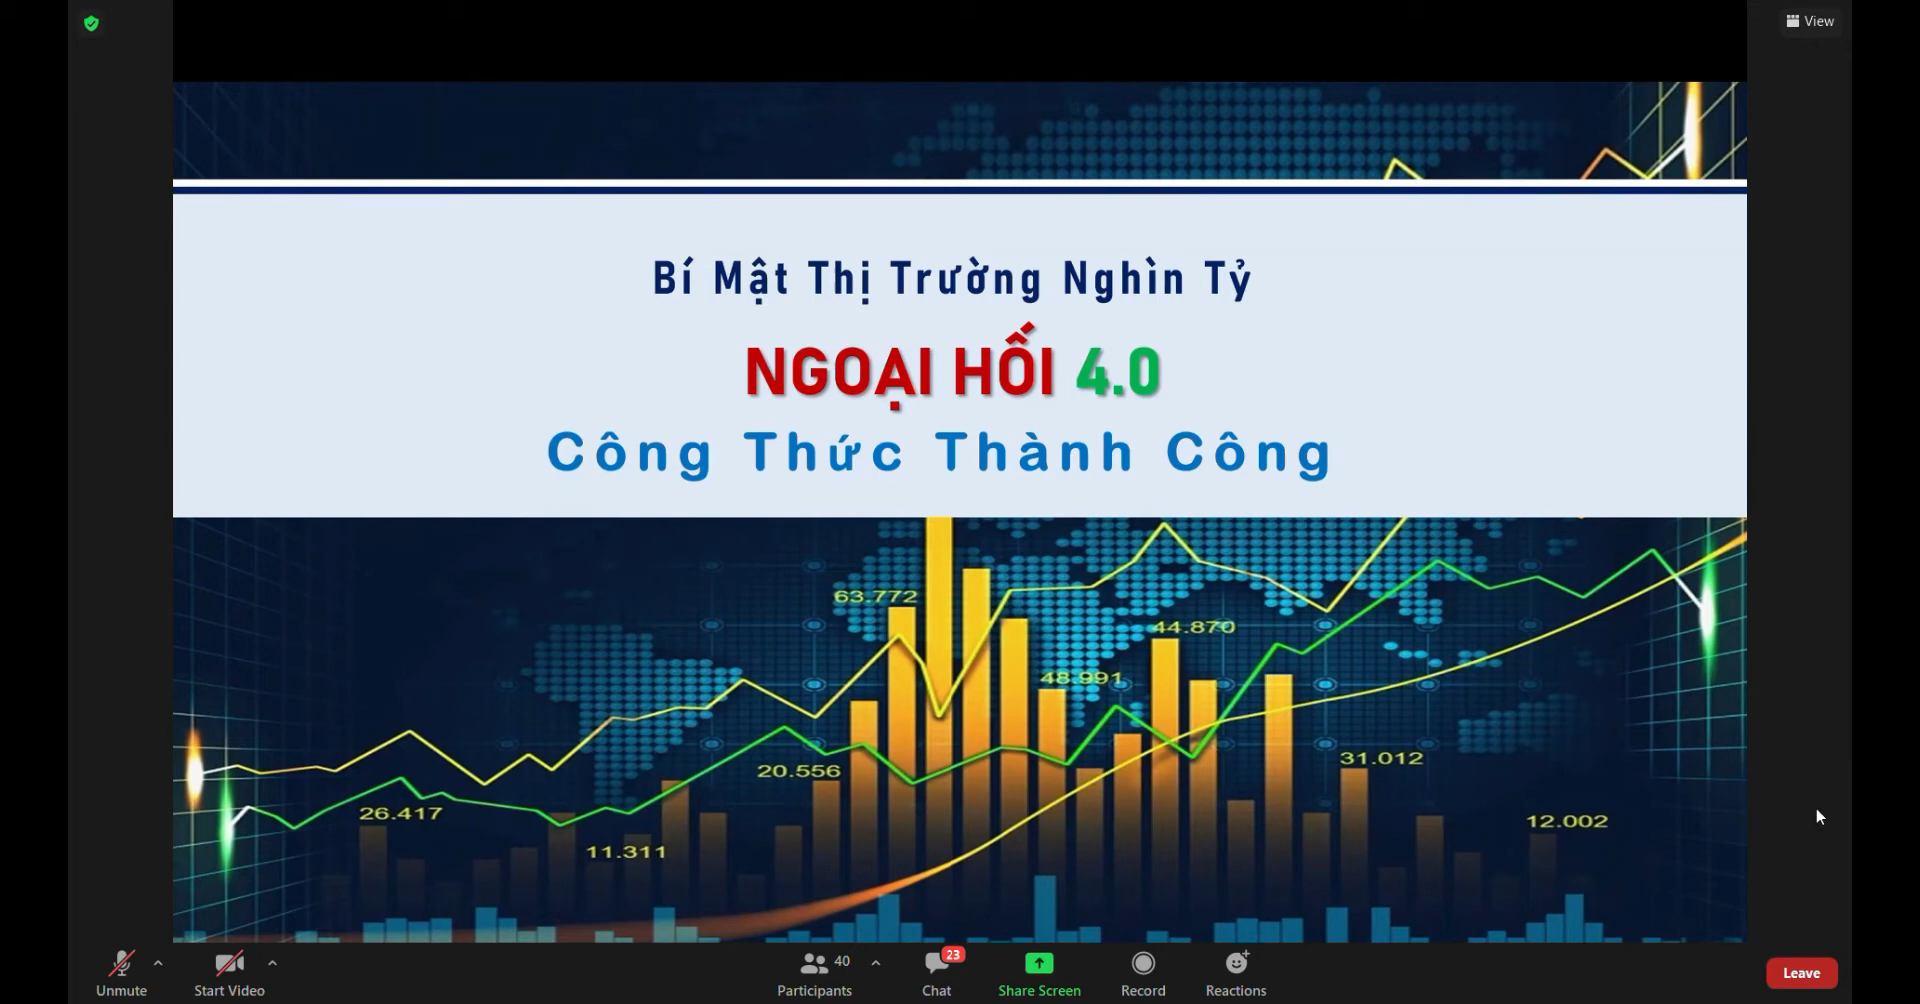 View
Bí Mật Thị Trường Nghìn Tỷ
NGOẠI HỐI 4.0
Công Thức Thành Công
63.772
44.870
48.991
20.556
31.012
26.417
12.002
11.311
Unmute
Start Video
40
Participants
23
Chat
Share Screen
Record
Reactions
Leave